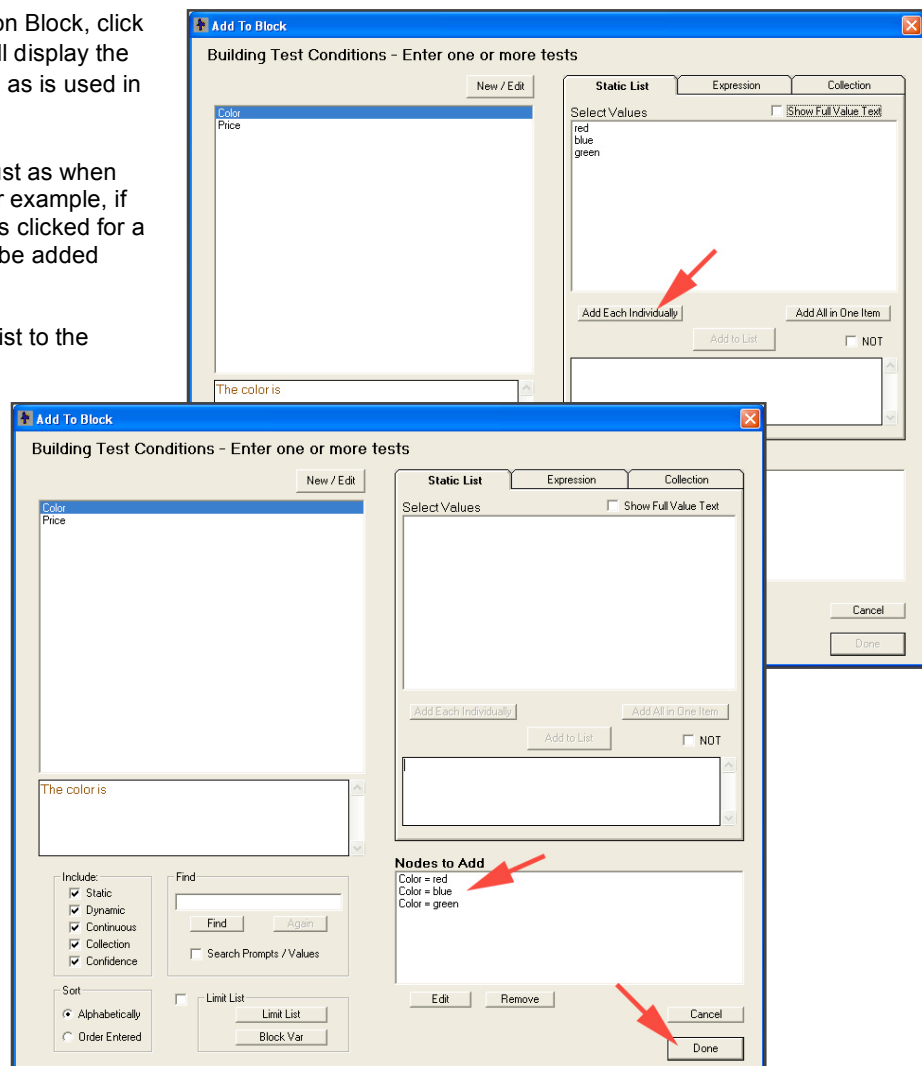 on Block, click
ll display the
as is used in
ust as when
r example, if
s clicked for a
be added
ist to the
Add To Block
Building Test Conditions - Enter one or more tests
New / Edit
Color
Price
The color is
Static List Expression Collection
Select Values Show Full Value Text
red
blue
green
Add Each Individually Add All in One Item
Add to List NOT
Cancel
Done
Add To Block
Building Test Conditions - Enter one or more tests
New / Edit
Color
Price
The color is
Static List Expression Collection
Select Values Show Full Value Text
Add Each Individually Add All in One Item
Add to List NOT
Include:
Static
Dynamic
Continuous
Collection
Confidence
Find
Find Again
Search Prompts / Values
Sort
Alphabetically
Order Entered
Limit List
Limit List
Block Var
Nodes to Add
Color = red
Color = blue
Color = green
Edit Remove
Cancel
Done